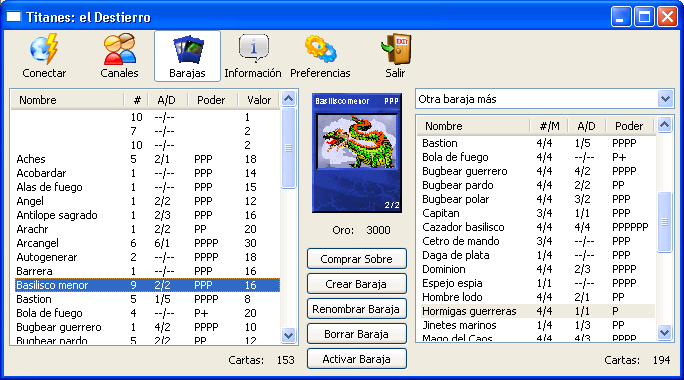 Titanes: el Destierro
Conectar Canales Barajas Información Preferencias Salir
Nombre # A/D Poder Valor
10 --/-- 1
7 --/-- 2
10 --/-- 2
Aches 5 2/1 PPP 18
Acobardar 1 --/-- PPP 14
Alas de fuego 1 --/-- PPP 15
Angel 1 2/2 PPP 12
Antilope sagrado 1 2/3 PPP 16
Arachr 1 2/2 PP 20
Arcangel 6 6/1 PPPP 30
Autogenerar 2 --/-- PPPP 18
Barrera 1 --/-- PPP 16
Basilisco menor 9 2/2 PPP 16
Bastion 5 1/5 PPPP 8
Bola de fuego 4 --/-- P+ 20
Bugbear guerrero 1 4/2 PPPP 10
Bugbear pardo 5 2/2 PP 12
Cartas: 153
Basilisco menor PPP
2/2
Oro: 3000
Comprar Sobre
Crear Baraja
Renombrar Baraja
Borrar Baraja
Activar Baraja
Otra baraja más
Nombre #/M A/D Poder
Bastion 4/4 1/5 PPPP
Bola de fuego 4/4 --/-- P+
Bugbear guerrero 4/4 4/2 PPPP
Bugbear pardo 4/4 2/2 PP
Bugbear polar 4/M 2/2 PP
Capitan 3/4 1/1 PPP
Cazador basilisco 4/4 4/4 PPPPPP
Cetro de mando 3/4 --/-- PPP
Daga de plata 1/4 --/-- PPP
Dominion 4/4 2/3 PPPP
Espejo espia 1/1 --/-- PPPP
Hombre lodo 4/4 2/1 PP
Hormigas guerreras 4/4 1/1 P
Jinetes marinos 1/4 1/3 PP
Mago del Caos 4/4 2/3 PPPP
Cartas: 194